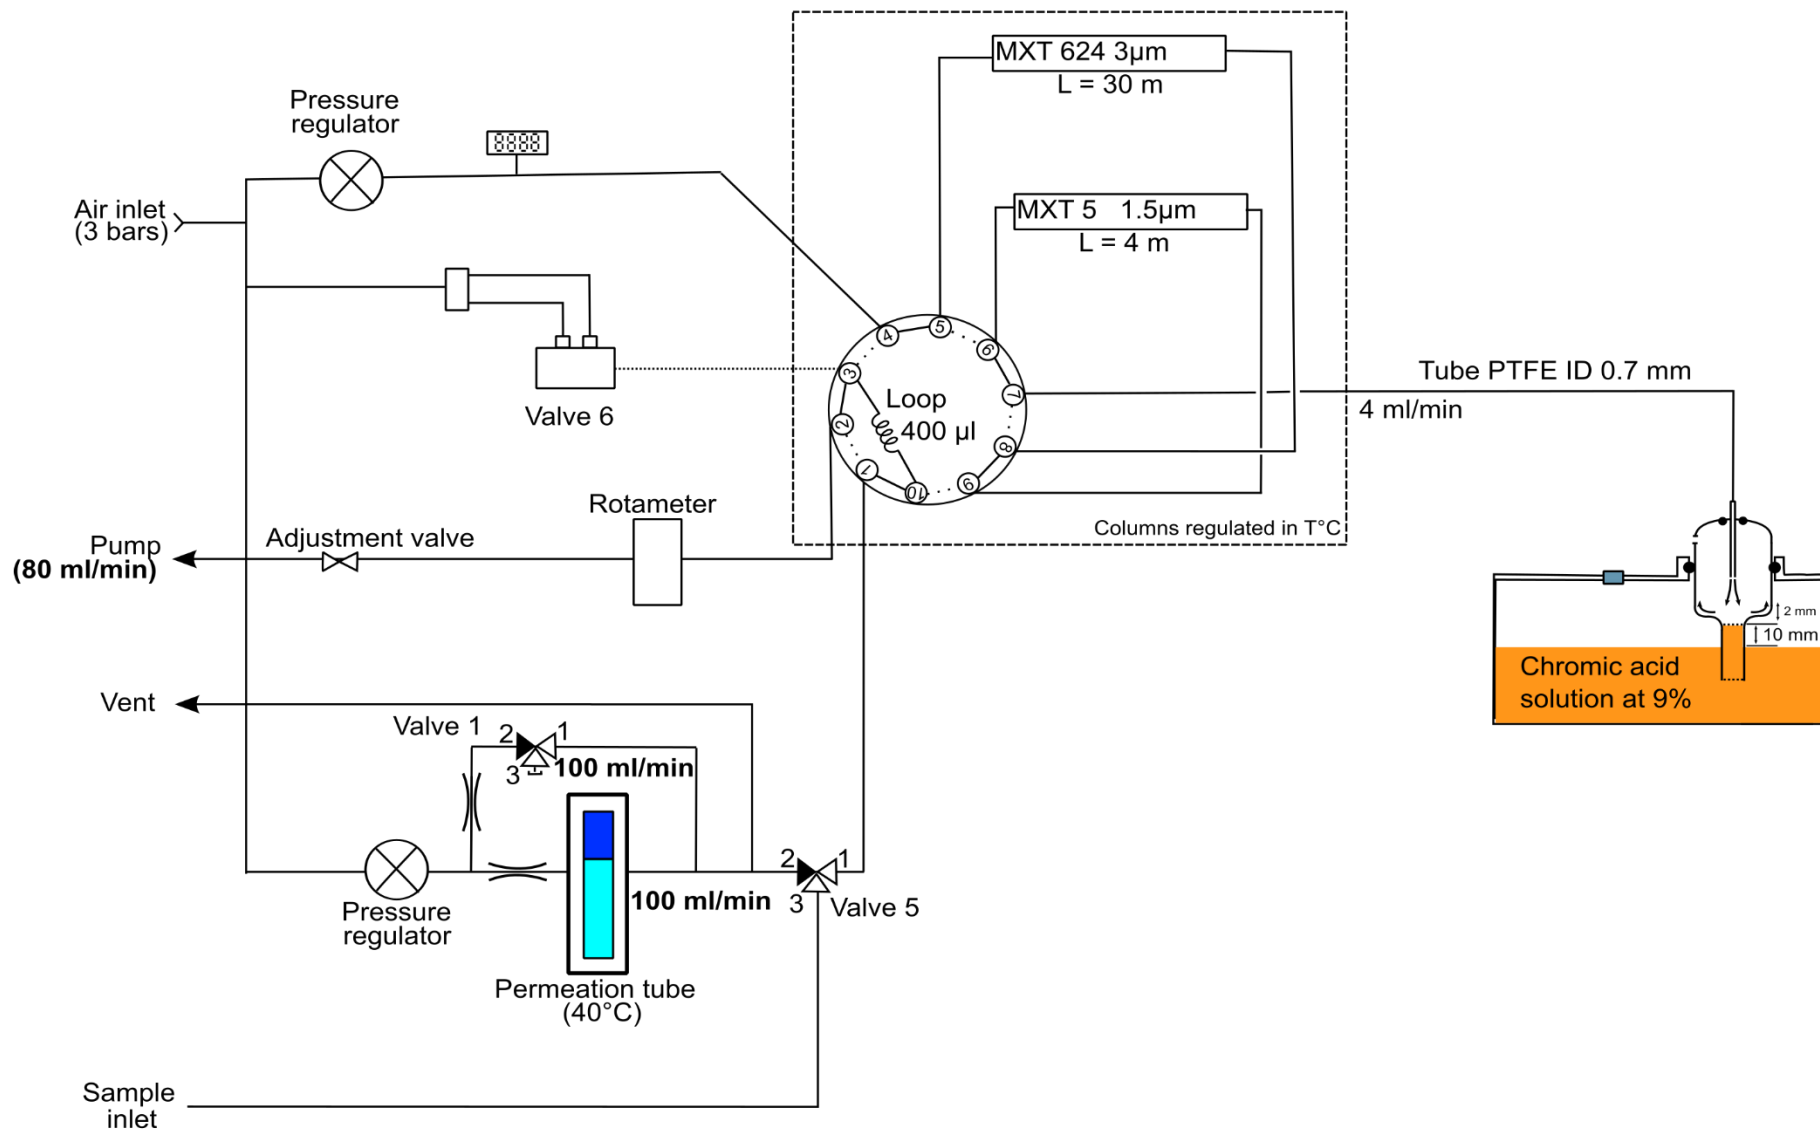 MXT 624 3µm
L = 30 m
Pressure
regulator
8888
MXT 5 1.5µm
L = 4 m
Air inlet
(3 bars)
4
5
6
3
7
Loop
400 µl
2
8
1
9
10
Tube PTFE ID 0.7 mm
4 ml/min
Valve 6
Rotameter
Columns regulated in T°C
Pump
(80 ml/min)
Adjustment valve
2 mm
10 mm
Chromic acid
solution at 9%
Vent
Valve 1
2
1
3
100 ml/min
2
1
3
Valve 5
100 ml/min
Pressure
regulator
Permeation tube
(40°C)
Sample
inlet